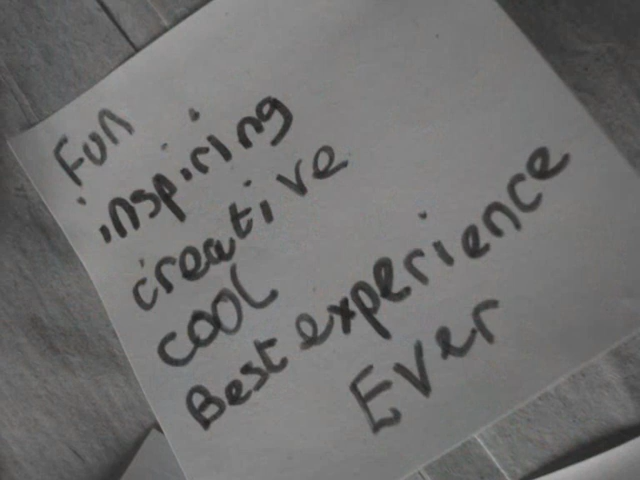 Fun
inspiring
creative
cool
Best experience
Ever